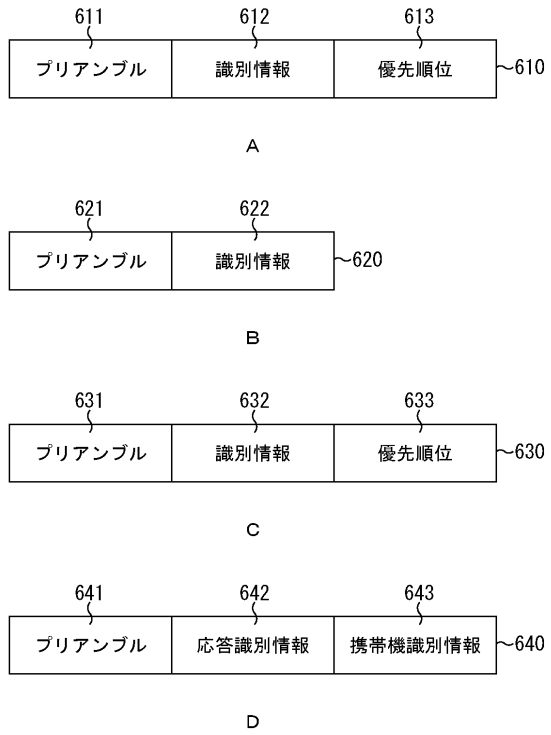 611 612 613
プリアンブル 識別情報 優先順位 610
A
621 622
プリアンブル 識別情報 620
B
631 632 633
プリアンブル 識別情報 優先順位 630
C
641 642 643
プリアンブル 応答識別情報 携帯機識別情報 640
D